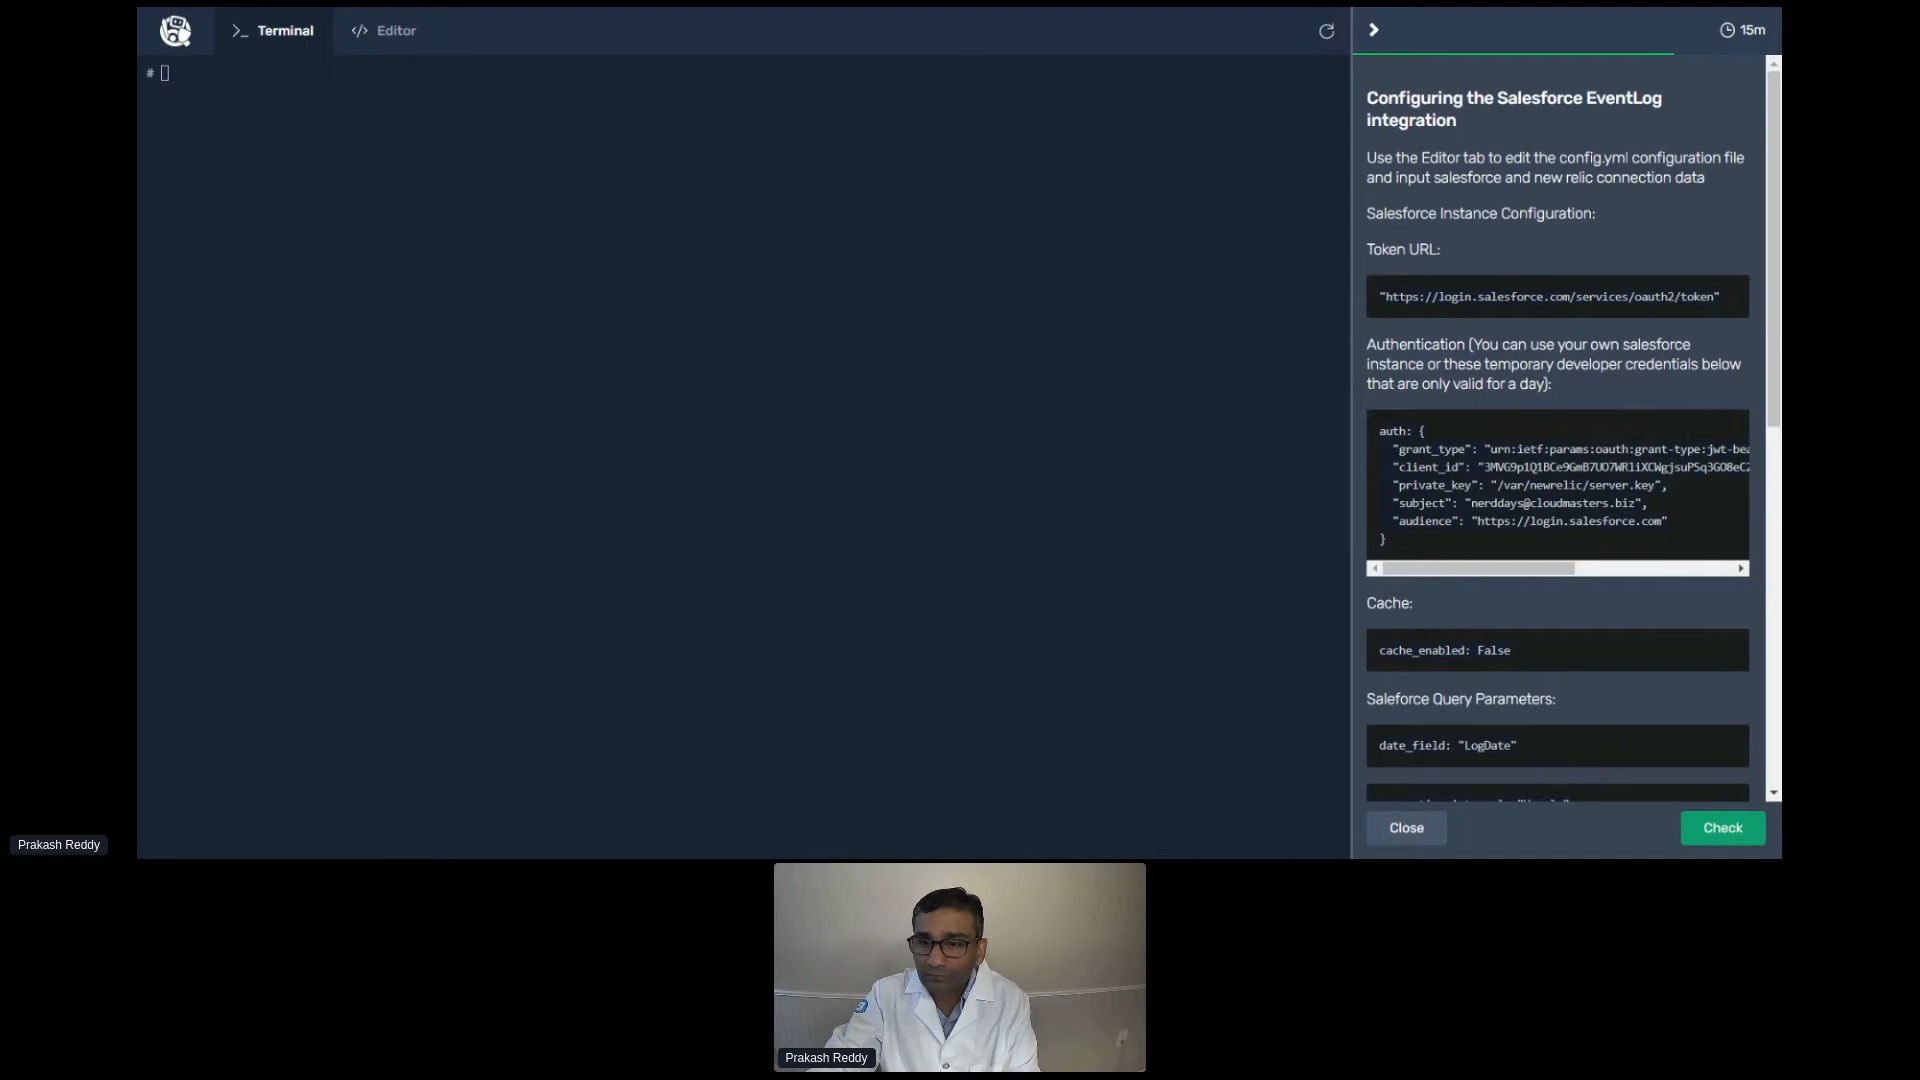 Terminal
Editor
15m
#
Configuring the Salesforce EventLog
integration
Use the Editor tab to edit the config.yml configuration file
and input salesforce and new relic connection data
Salesforce Instance Configuration:
Token URL:
"https://login.salesforce.com/services/oauth2/token"
Authentication (You can use your own salesforce
instance or these temporary developer credentials below
that are only valid for a day):
auth: {
"grant_type": "urn:ietf:params:oauth:grant-type:jwt-bea
"client_id": "3MVG9p1Q1BCe9GmB7UO7WRliXCWgjsuPSq3GO8eC2
"private_key": "/var/newrelic/server.key",
"subject": "nerddays@cloudmasters.biz",
"audience": "https://login.salesforce.com"
}
Cache:
cache_enabled: False
Saleforce Query Parameters:
date_field: "LogDate"
Close
Check
Prakash Reddy
Prakash Reddy